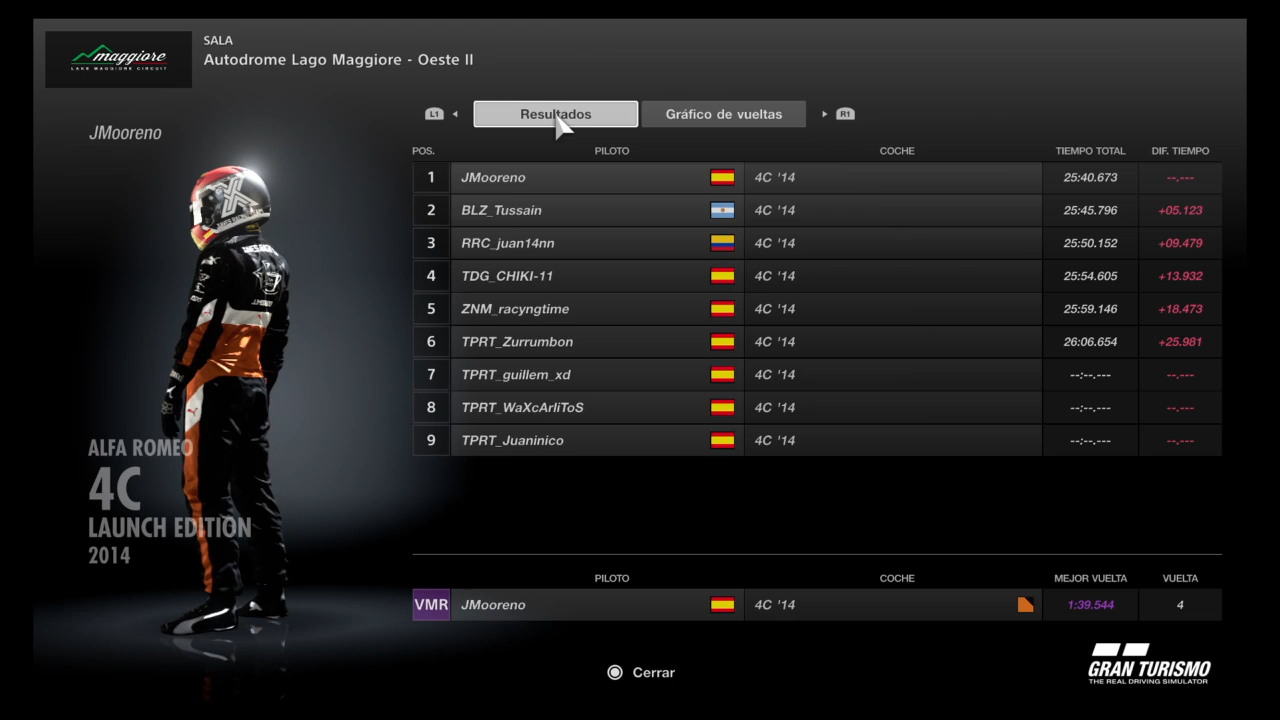 maggiore
LAKE MAGGIORE CIRCUIT
SALA
Autodrome Lago Maggiore - Oeste II
L1 Resultados Gráfico de vueltas R1
JMooreno
POS. PILOTO COCHE TIEMPO TOTAL DIF. TIEMPO
1 JMooreno 4C '14 25:40.673 --.---
2 BLZ_Tussain 4C '14 25:45.796 +05.123
3 RRC_juan14nn 4C '14 25:50.152 +09.479
4 TDG_CHIKI-11 4C '14 25:54.605 +13.932
5 ZNM_racyngtime 4C '14 25:59.146 +18.473
6 TPRT_Zurrumbon 4C '14 26:06.654 +25.981
7 TPRT_guillem_xd 4C '14 --:--.--- --.---
8 TPRT_WaXcArliToS 4C '14 --:--.--- --.---
9 TPRT_Juaninico 4C '14 --:--.--- --.---
ALFA ROMEO
4C
LAUNCH EDITION
2014
PILOTO COCHE MEJOR VUELTA VUELTA
VMR JMooreno 4C '14 1:39.544 4
Cerrar
GRAN TURISMO
THE REAL DRIVING SIMULATOR